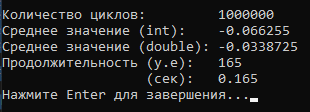 Количество циклов: 1000000
Среднее значение (int): -0.066255
Среднее значение (double): -0.0338725
Продолжительность (у.е): 165
(сек): 0.165
Нажмите Enter для завершения...